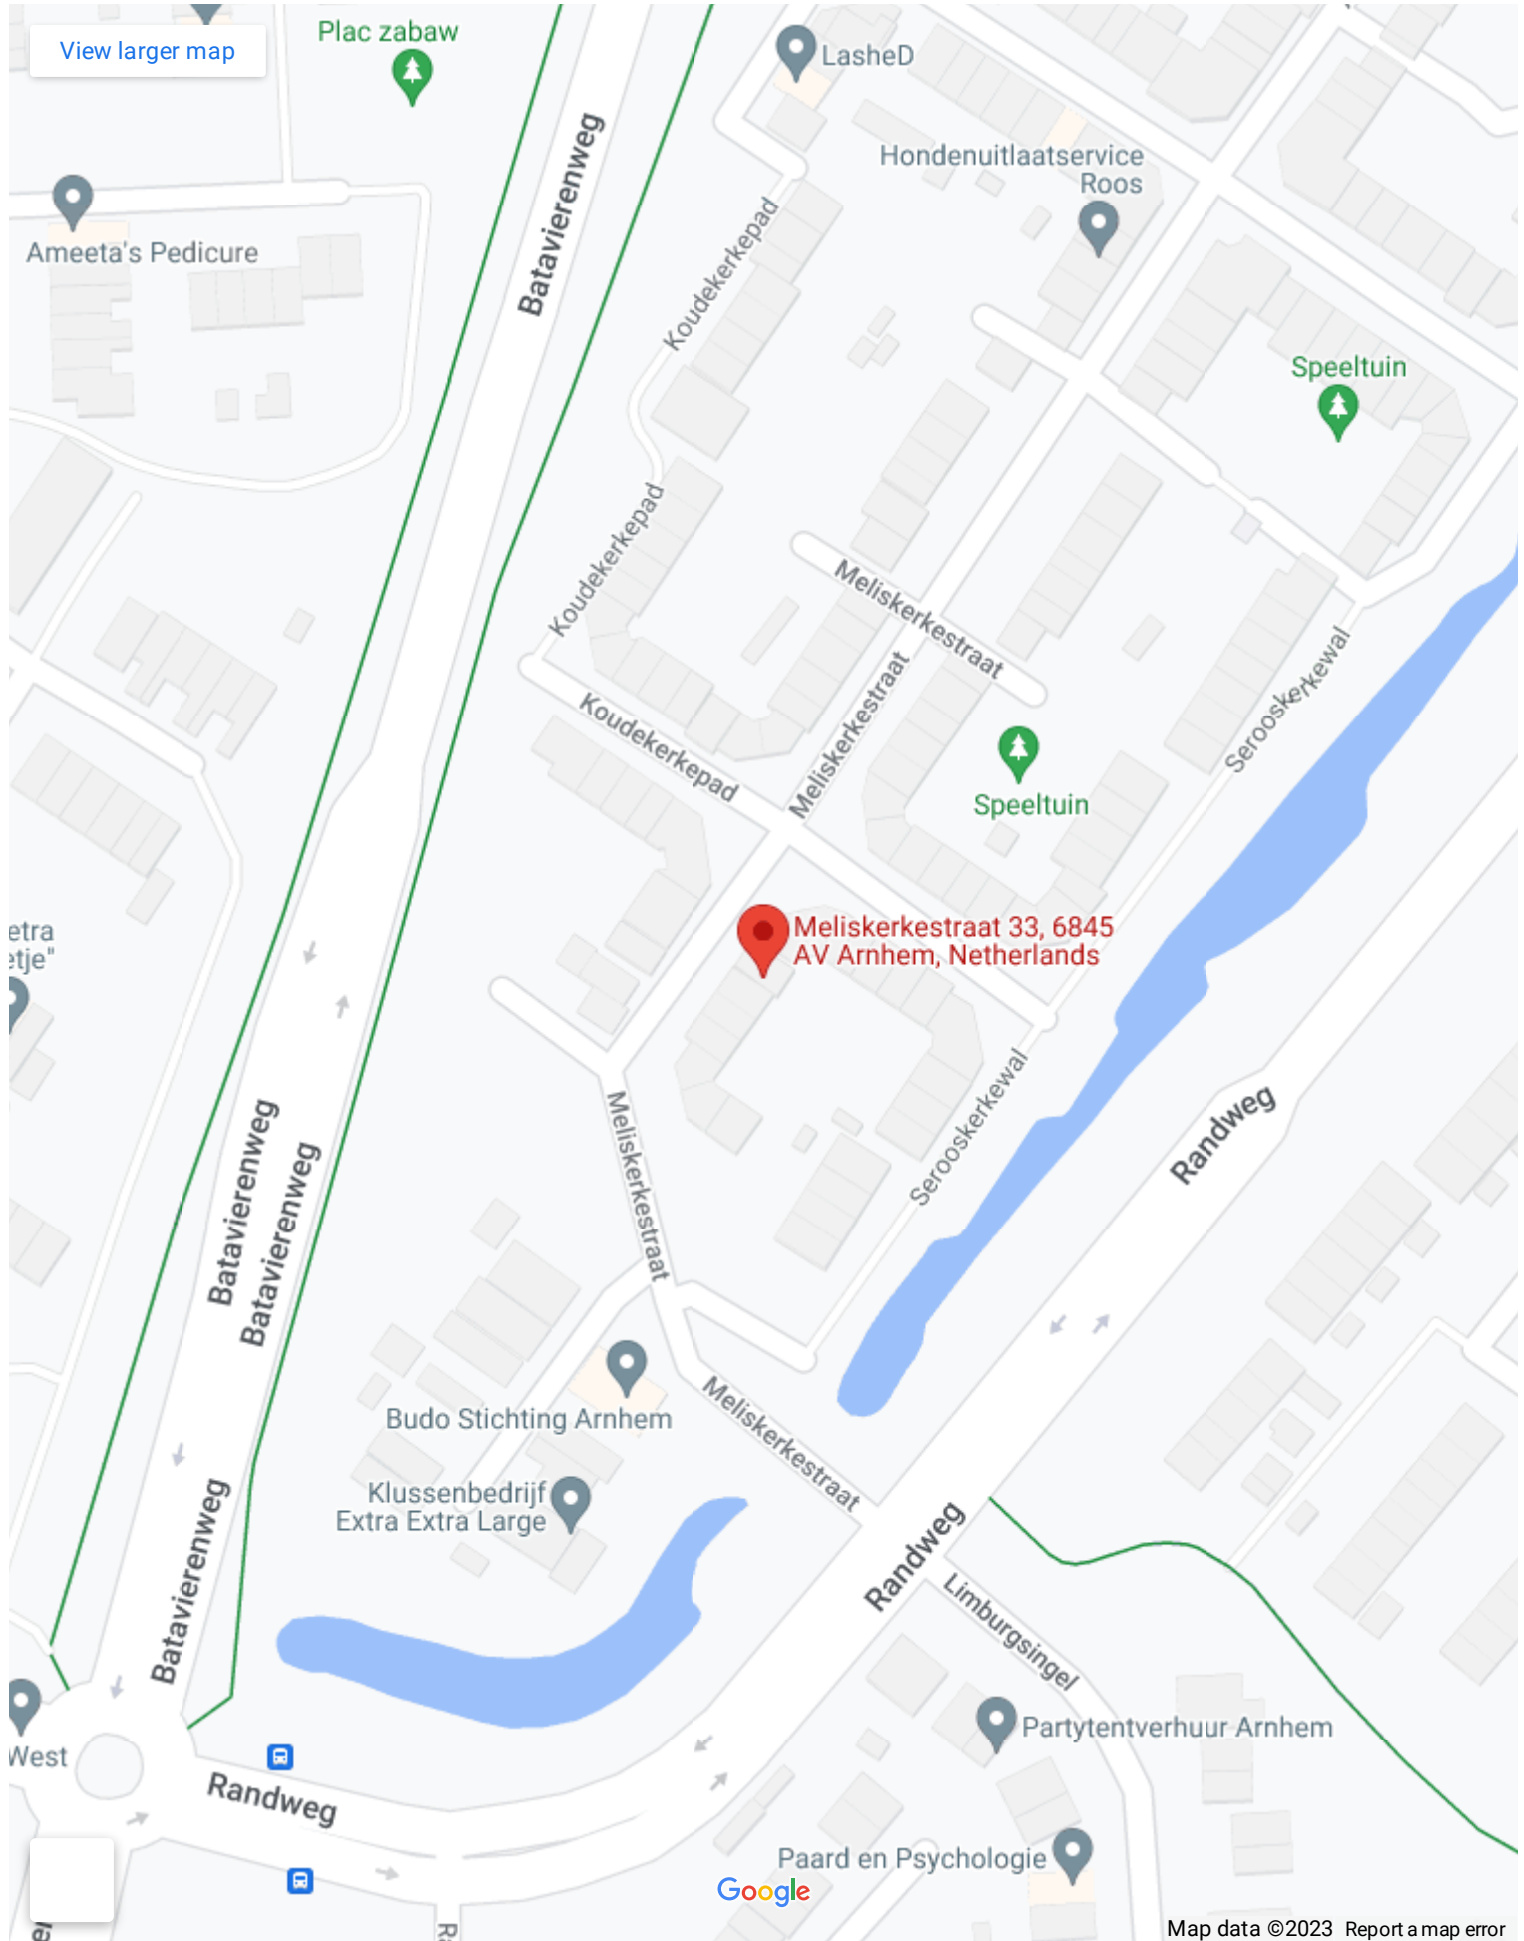 Plac zabaw
View larger map
LasheD
Batavierenweg
Hondenuitlaatservice
Roos
Ameeta's Pedicure
Koudekerkepad
Speeltuin
Koudekerkepad
Meliskerkestraat
Serooskerkewal
Meliskerkestraat
Koudekerkepad
Speeltuin
Meliskerkestraat 33, 6845
AV Arnhem, Netherlands
etra
etje"
Batavierenweg
Batavierenweg
Meliskerkestraat
Serooskerkewal
Randweg
Budo Stichting Arnhem
Meliskerkestraat
Klussenbedrijf
Extra Extra Large
Randweg
Batavierenweg
Limburgsingel
Partytentverhuur Arnhem
West
Randweg
Paard en Psychologie
Google
Map data ©2023 Report a map error